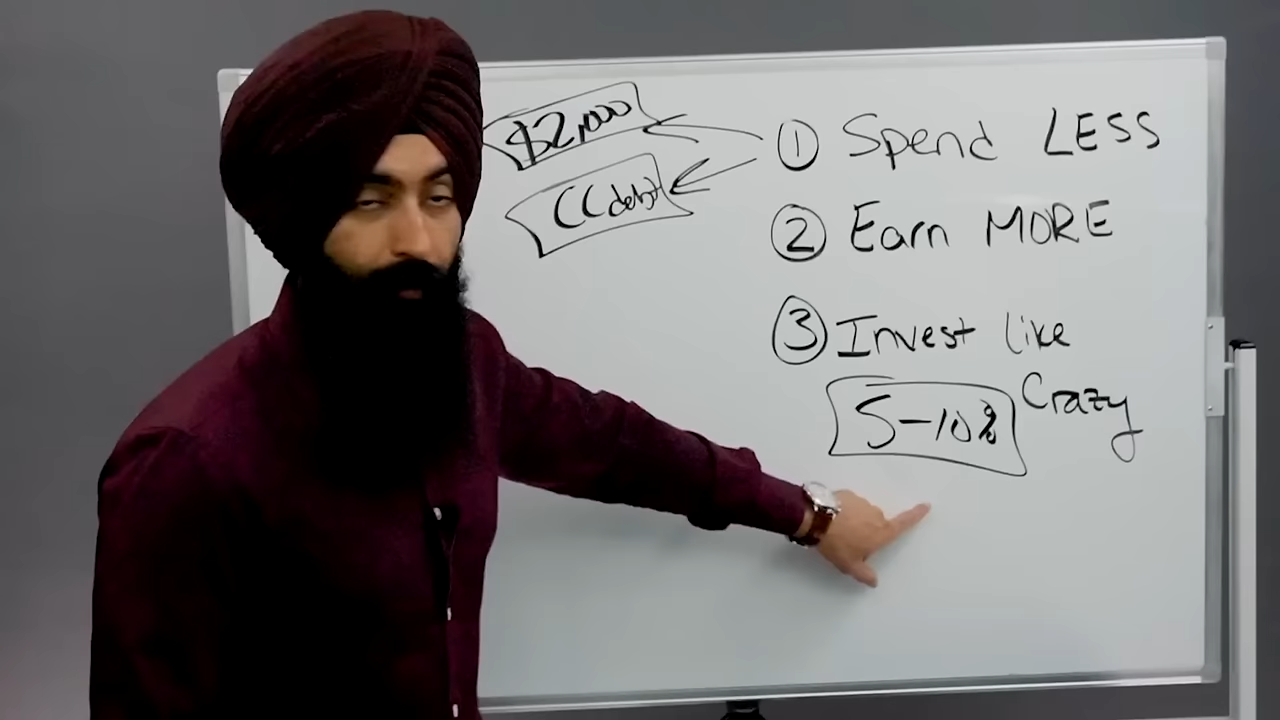 $2,000
CC debt
① Spend LESS
② Earn MORE
③ Invest like
Crazy
5-10%